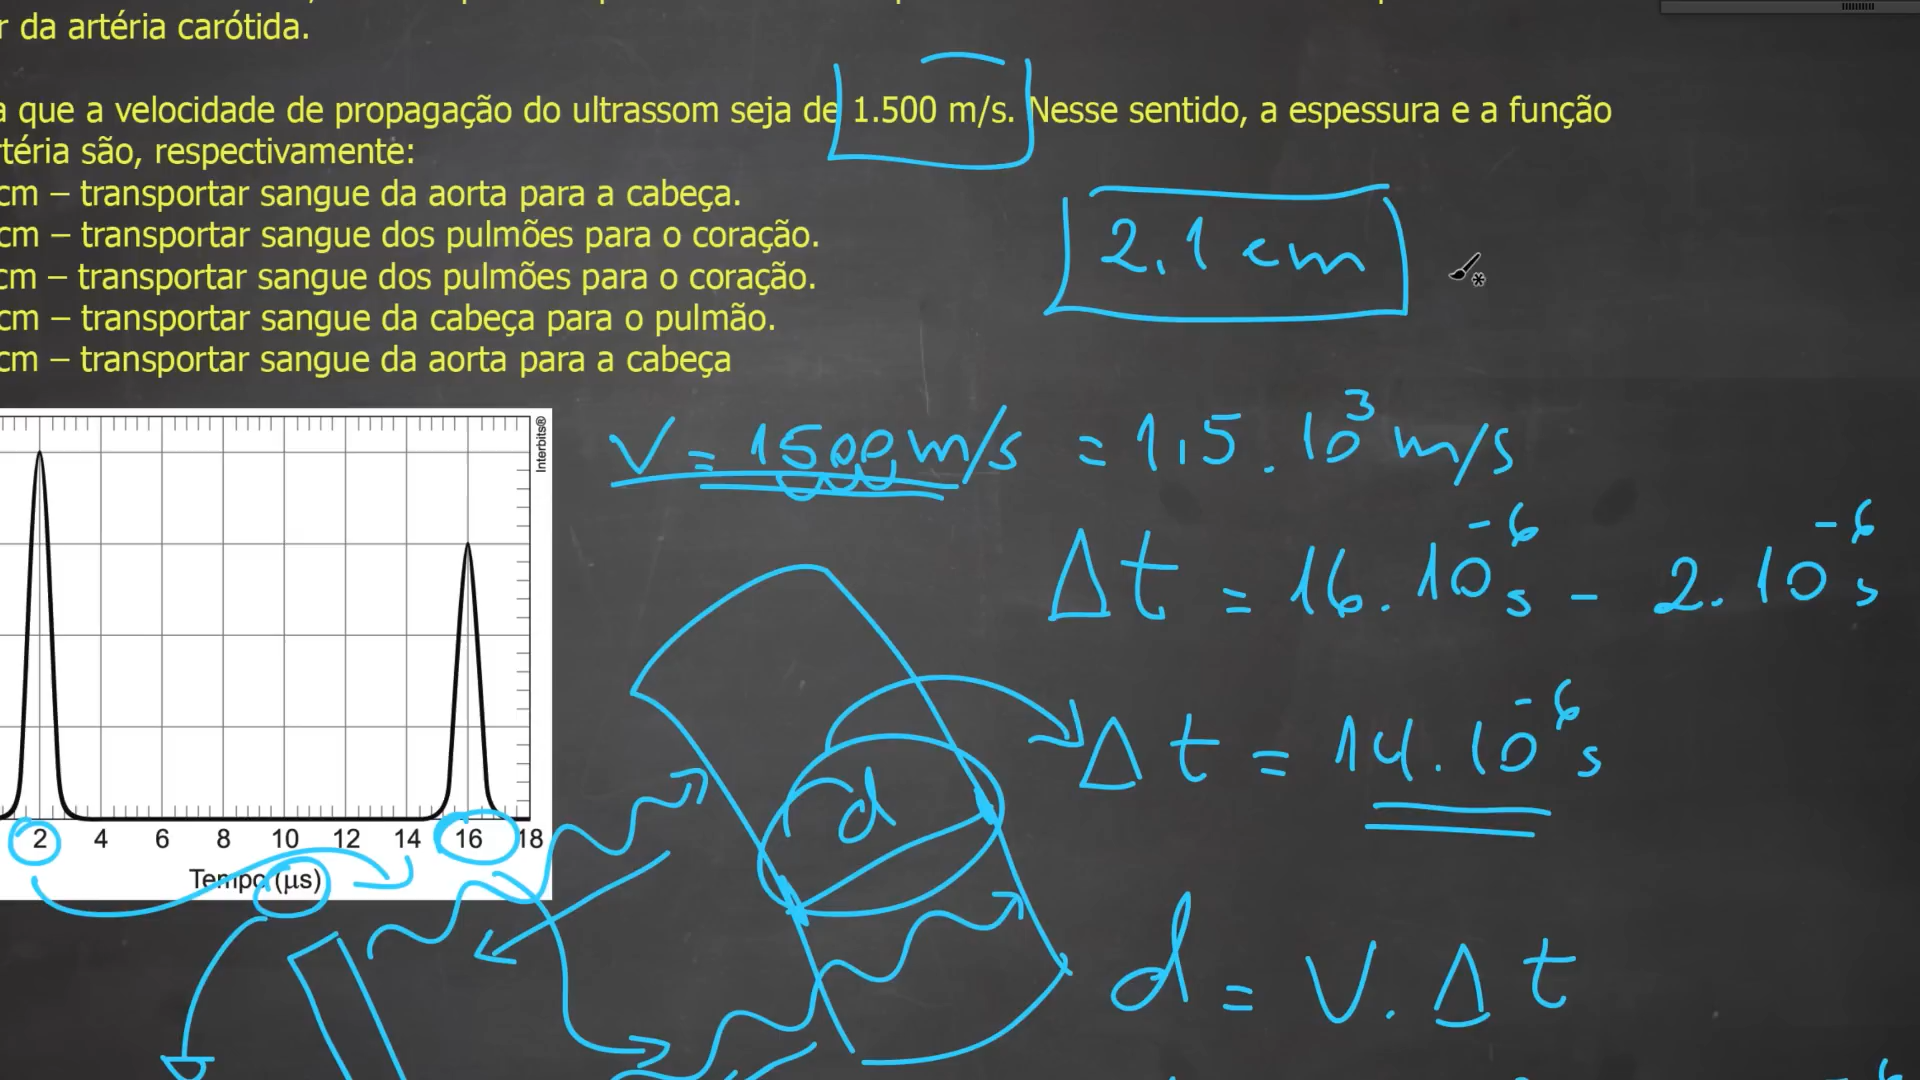 r da artéria carótida.
a que a velocidade de propagação do ultrassom seja de 1.500 m/s. Nesse sentido, a espessura e a função
rtéria são, respectivamente:
cm – transportar sangue da aorta para a cabeça.
cm – transportar sangue dos pulmões para o coração.
cm – transportar sangue dos pulmões para o coração.
cm – transportar sangue da cabeça para o pulmão.
cm – transportar sangue da aorta para a cabeça
2,1 cm
V = 1500 m/s = 1,5 . 10³ m/s
Δt = 16 . 10⁻⁶ s - 2 . 10⁻⁶ s
Δt = 14 . 10⁻⁶ s
d
d = V . Δt
Interbits®
2 4 6 8 10 12 14 16 18
Tempo (μs)